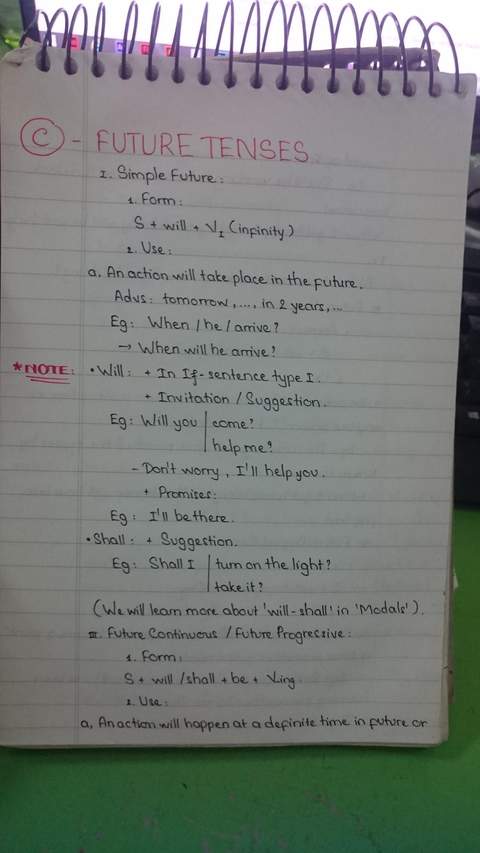 C - FUTURE TENSES
I. Simple Future:
1. Form:
S + will + V_I (infinity)
2. Use:
a. An action will take place in the future.
Advs: tomorrow, ..., in 2 years, ...
Eg: When / he / arrive?
→ When will he arrive?
*NOTE: • Will: + In If-sentence type I.
+ Invitation / Suggestion.
Eg: Will you | come?
help me?
- Don't worry, I'll help you.
+ Promises:
Eg: I'll be there.
• Shall: + Suggestion.
Eg: Shall I | turn on the light?
take it?
(We will learn more about 'will-shall' in 'Modals').
II. Future Continuous / Future Progressive:
1. Form:
S + will / shall + be + Ving.
2. Use:
a. An action will happen at a definite time in future or